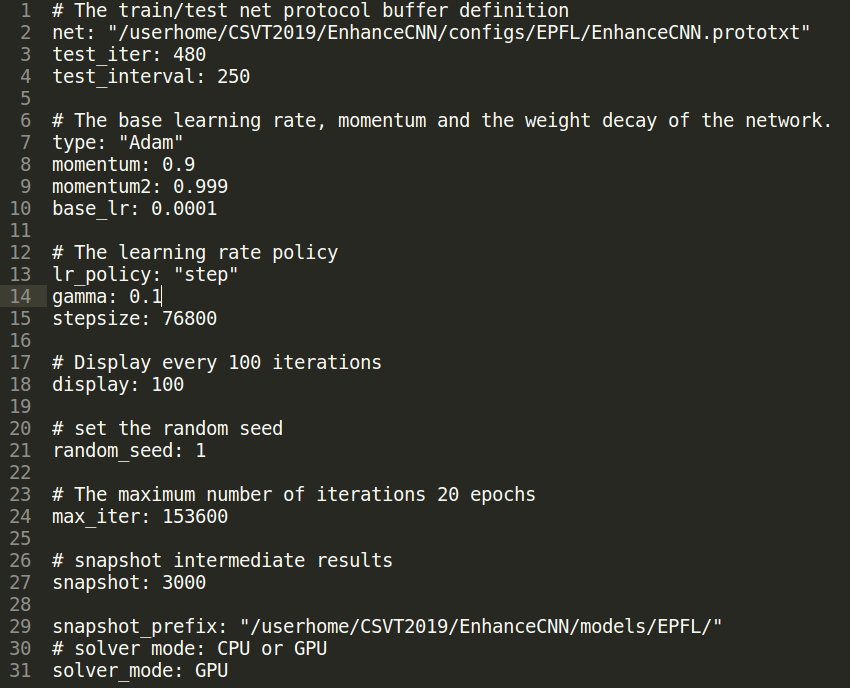 1 # The train/test net protocol buffer definition
2 net: "/userhome/CSVT2019/EnhanceCNN/configs/EPFL/EnhanceCNN.prototxt"
3 test_iter: 480
4 test_interval: 250
5
6 # The base learning rate, momentum and the weight decay of the network.
7 type: "Adam"
8 momentum: 0.9
9 momentum2: 0.999
10 base_lr: 0.0001
11
12 # The learning rate policy
13 lr_policy: "step"
14 gamma: 0.1
15 stepsize: 76800
16
17 # Display every 100 iterations
18 display: 100
19
20 # set the random seed
21 random_seed: 1
22
23 # The maximum number of iterations 20 epochs
24 max_iter: 153600
25
26 # snapshot intermediate results
27 snapshot: 3000
28
29 snapshot_prefix: "/userhome/CSVT2019/EnhanceCNN/models/EPFL/"
30 # solver mode: CPU or GPU
31 solver_mode: GPU